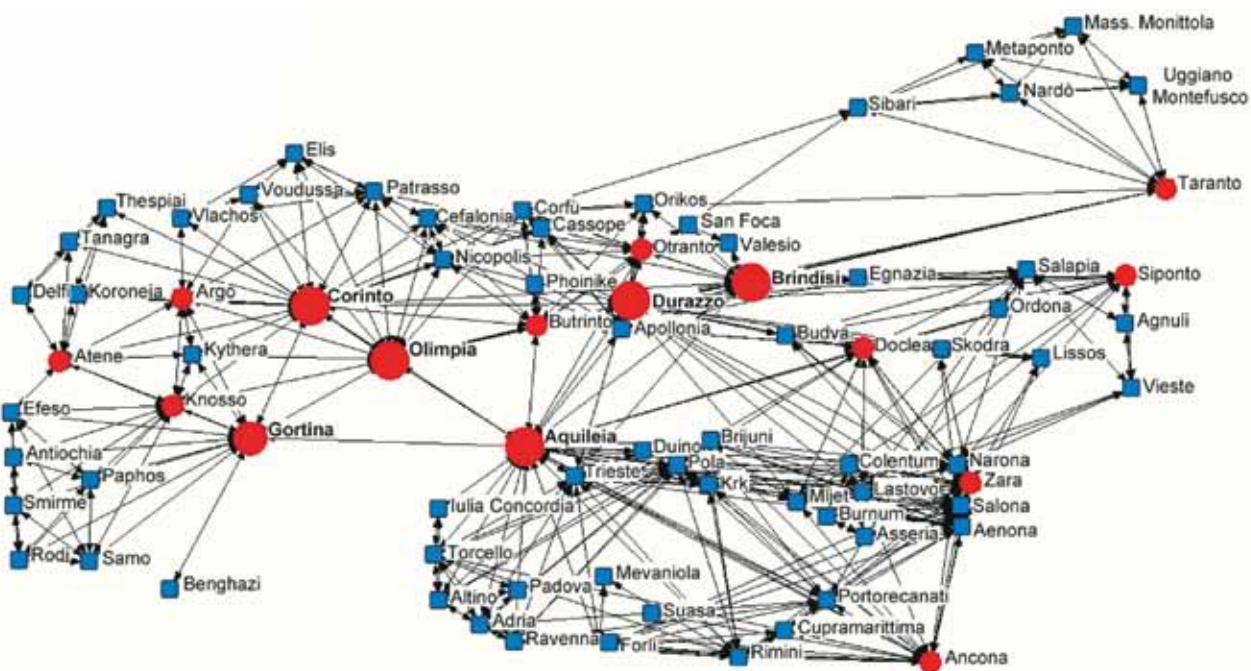 Mass. Monittola
Metaponto
Uggiano
Montefusco
Nardò
Sibari
Elis
Taranto
Voudussa
Patrasso
Thespiai
Vlachos
Cefalonia
Corfù
Orikos
Cassope
San Foca
Tanagra
Otranto
Valesio
Nicopolis
Phoinike
Brindisi
Egnazia
Salapia
Siponto
Delfi
Koroneia
Argo
Corinto
Durazzo
Ordona
Butrinto
Apollonia
Budva
Agnuli
Atene
Kythera
Olimpia
Doclea
Skodra
Lissos
Vieste
Knosso
Efeso
Gortina
Aquileia
Duino
Brijuni
Antiochia
Paphos
Trieste
Pola
Colentum
Narona
Krk
Zara
Smirme
Iulia Concordia
Mljet
Lastovo
Salona
Burnum
Aenona
Asseria
Rodi
Samo
Torcello
Benghazi
Mevaniola
Padova
Altino
Portorecanati
Suasa
Adria
Cupramarittima
Ravenna
Forlì
Rimini
Ancona